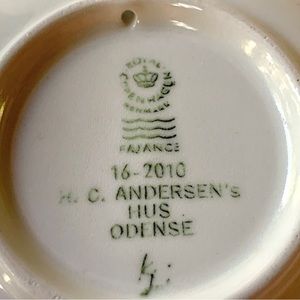 ROYAL
COPENHAGEN
DENMARK
FAJANCE
16-2010
H. C. ANDERSEN's
HUS
ODENSE